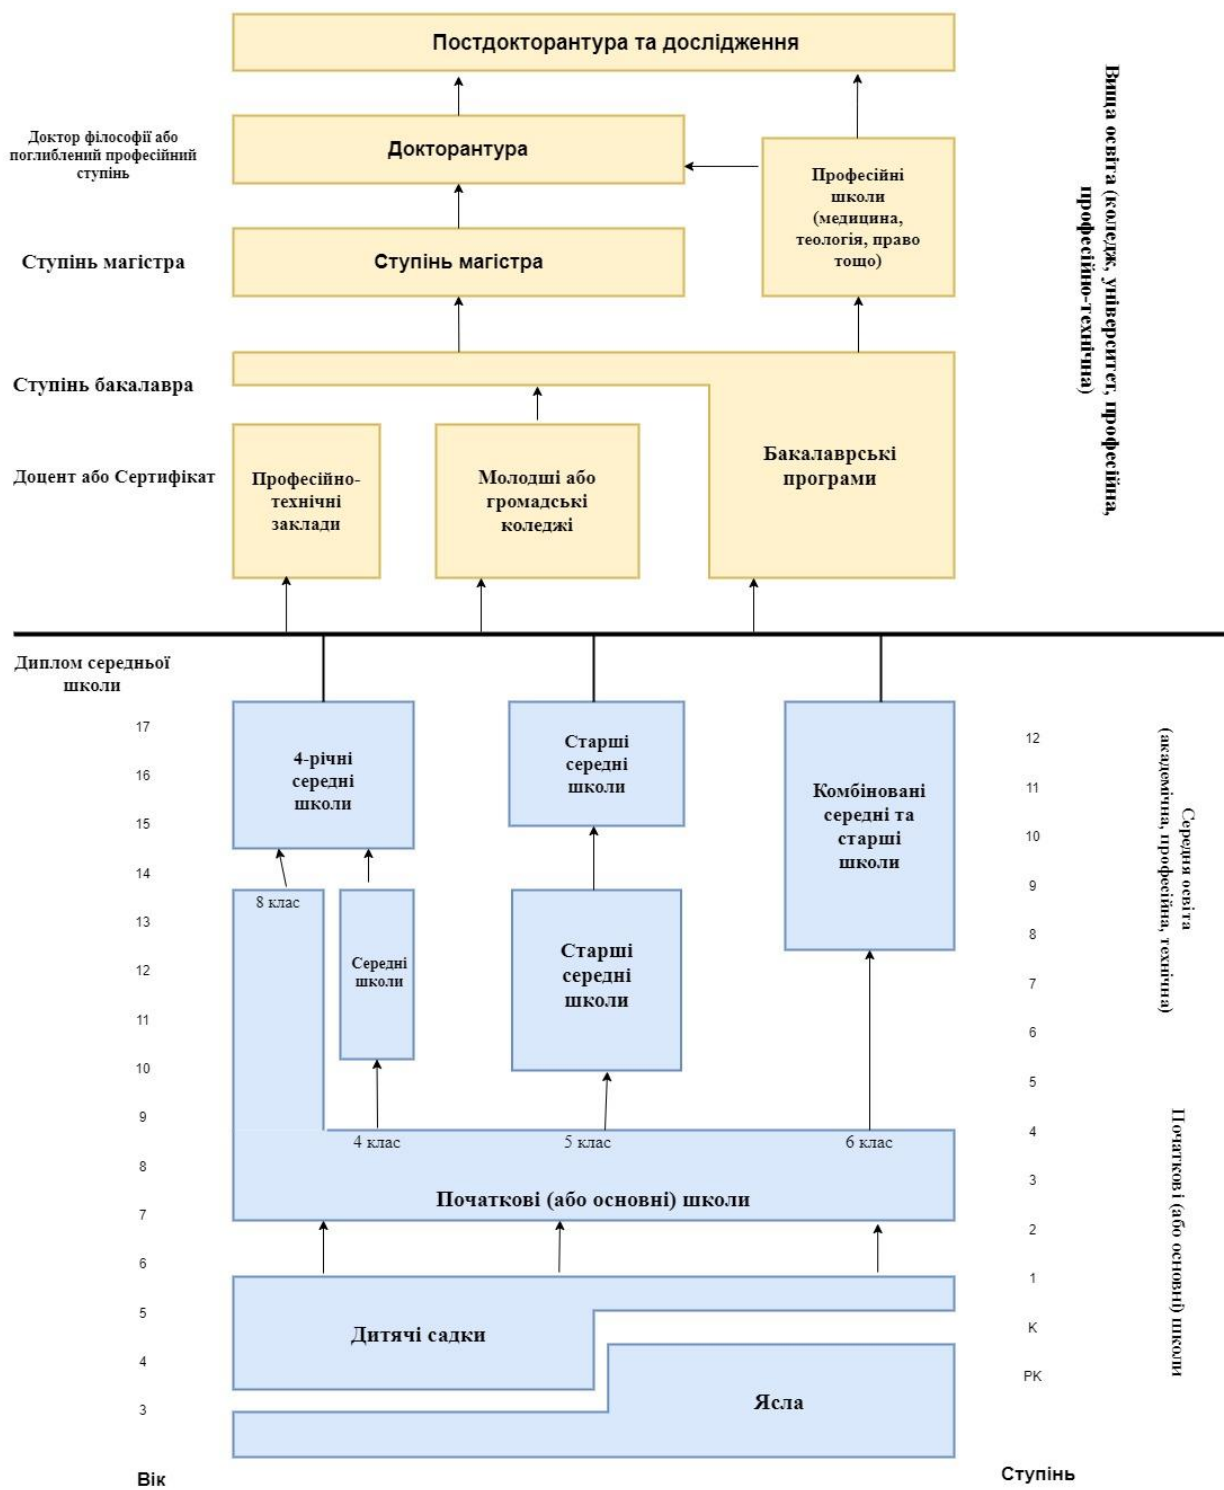 Постдокторантура та дослідження
Доктор філософії або
поглиблений професійний
ступінь
Докторантура
Професійні
школи
(медицина,
теологія, право
тощо)
Ступінь магістра
Ступінь магістра
Ступінь бакалавра
Бакалаврські
програми
Доцент або Сертифікат
Професійно-
технічні
заклади
Молодші або
громадські
коледжі
Вища освіта (коледж, університет, професійна,
професійно-технічна)
Диплом середньої
школи
17
16
15
14
13
12
11
10
9
8
7
6
5
4
3
Вік
4-річні
середні
школи
Старші
середні
школи
Комбіновані
середні та
старші
школи
8 клас
Середні
школи
Старші
середні
школи
4 клас
5 клас
6 клас
Початкові (або основні) школи
Дитячі садки
Ясла
12
11
10
9
8
7
6
5
4
3
2
1
K
PK
Ступінь
Середня освіта
(академічна, професійна, технічна)
Початкові (або основні) школи